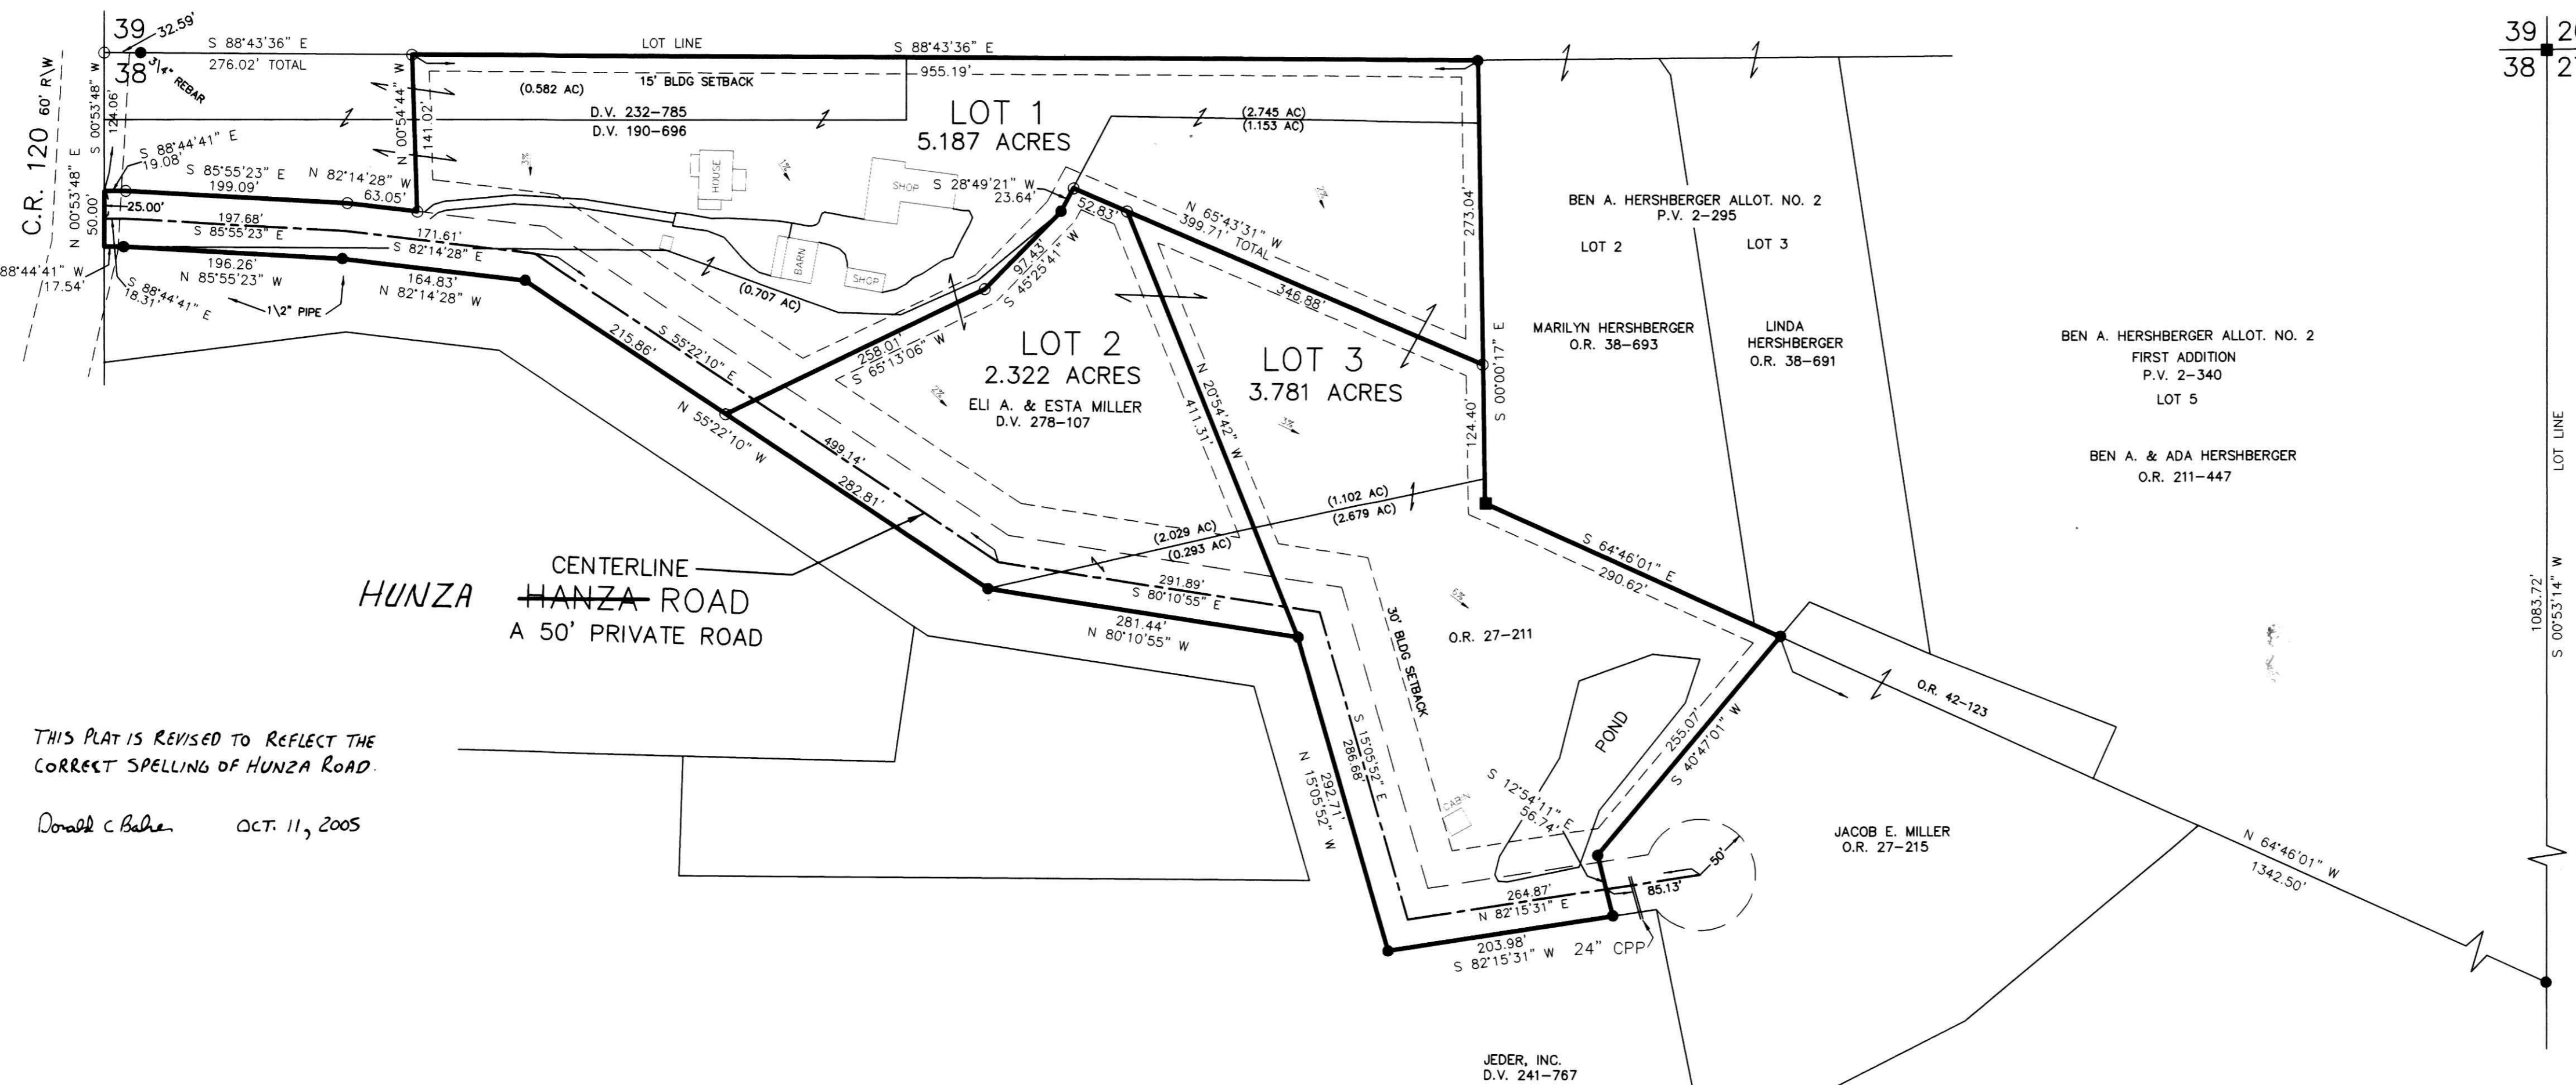 39
32.59'
S 88°43'36" E
276.02' TOTAL
38
3/4" REBAR
LOT LINE
S 88°43'36" E
955.19'
15' BLDG SETBACK
39
38
C.R. 120 60' R\W
S 00°53'48" W
124.06'
N 00°53'48" E
50.00'
N 00°54'44" W
141.02'
(0.582 AC)
D.V. 232-785
D.V. 190-696
LOT 1
5.187 ACRES
(2.745 AC)
(1.153 AC)
S 88°44'41" E
19.08'
S 85°55'23" E
199.09'
N 82°14'28" W
63.05'
25.00'
197.68'
S 85°55'23" E
171.61'
S 82°14'28" E
88°44'41" W
17.54'
196.26'
N 85°55'23" W
164.83'
N 82°14'28" W
S 88°44'41" E
18.31'
1\2" PIPE
3%
HOUSE
1%
SHOP
BARN
SHOP
(0.707 AC)
S 28°49'21" W
23.64'
52.83'
97.43'
S 45°25'41" W
258.01'
S 65°13'06" W
2%
N 65°43'31" W
399.71' TOTAL
346.88'
273.04'
S 00°00'17" E
124.40'
BEN A. HERSHBERGER ALLOT. NO. 2
P.V. 2-295
LOT 2
LOT 3
MARILYN HERSHBERGER
O.R. 38-693
LINDA
HERSHBERGER
O.R. 38-691
BEN A. HERSHBERGER ALLOT. NO. 2
FIRST ADDITION
P.V. 2-340
LOT 5
BEN A. & ADA HERSHBERGER
O.R. 211-447
LOT LINE
1083.72'
S 00°53'14" W
215.86'
S 55°22'10" E
N 55°22'10" W
499.14'
282.81'
LOT 2
2.322 ACRES
ELI A. & ESTA MILLER
D.V. 278-107
2%
N 20°54'42" W
411.31'
LOT 3
3.781 ACRES
3%
(2.029 AC)
(0.293 AC)
(1.102 AC)
(2.679 AC)
CENTERLINE
HUNZA HANZA ROAD
A 50' PRIVATE ROAD
291.89'
S 80°10'55" E
281.44'
N 80°10'55" W
S 64°46'01" E
290.62'
30' BLDG SETBACK
O.R. 27-211
POND
255.07'
S 40°47'01" W
O.R. 42-123
THIS PLAT IS REVISED TO REFLECT THE
CORRECT SPELLING OF HUNZA ROAD.
Donald C Baker OCT. 11, 2005
S 15°05'52" E
286.68'
292.71'
N 15°05'52" W
CABIN
S 12°54'11" E
56.74'
50'
85.13'
264.87'
N 82°15'31" E
203.98'
S 82°15'31" W
24" CPP
JACOB E. MILLER
O.R. 27-215
N 64°46'01" W
1342.50'
JEDER, INC.
D.V. 241-767